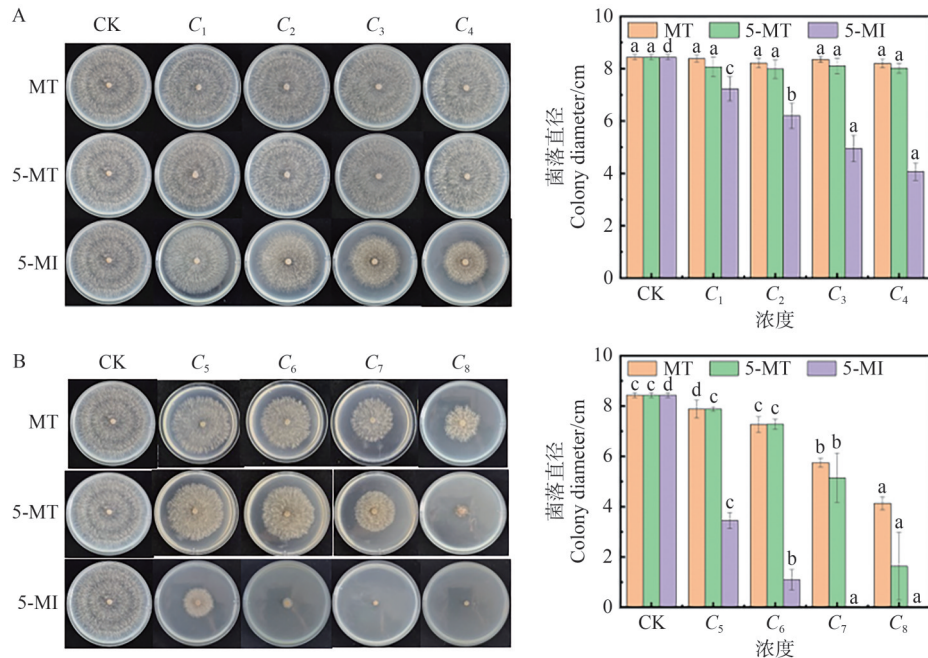 A
CK C1 C2 C3 C4
MT
5-MT
5-MI
10
8
6
4
2
0
菌落直径
Colony diameter/cm
MT 5-MT 5-MI
a a d a a c a a b a a a a a a
CK C1 C2 C3 C4
浓度
B
CK C5 C6 C7 C8
MT
5-MT
5-MI
10
8
6
4
2
0
菌落直径
Colony diameter/cm
MT 5-MT 5-MI
c c d d c c c c b b b a a a a
CK C5 C6 C7 C8
浓度